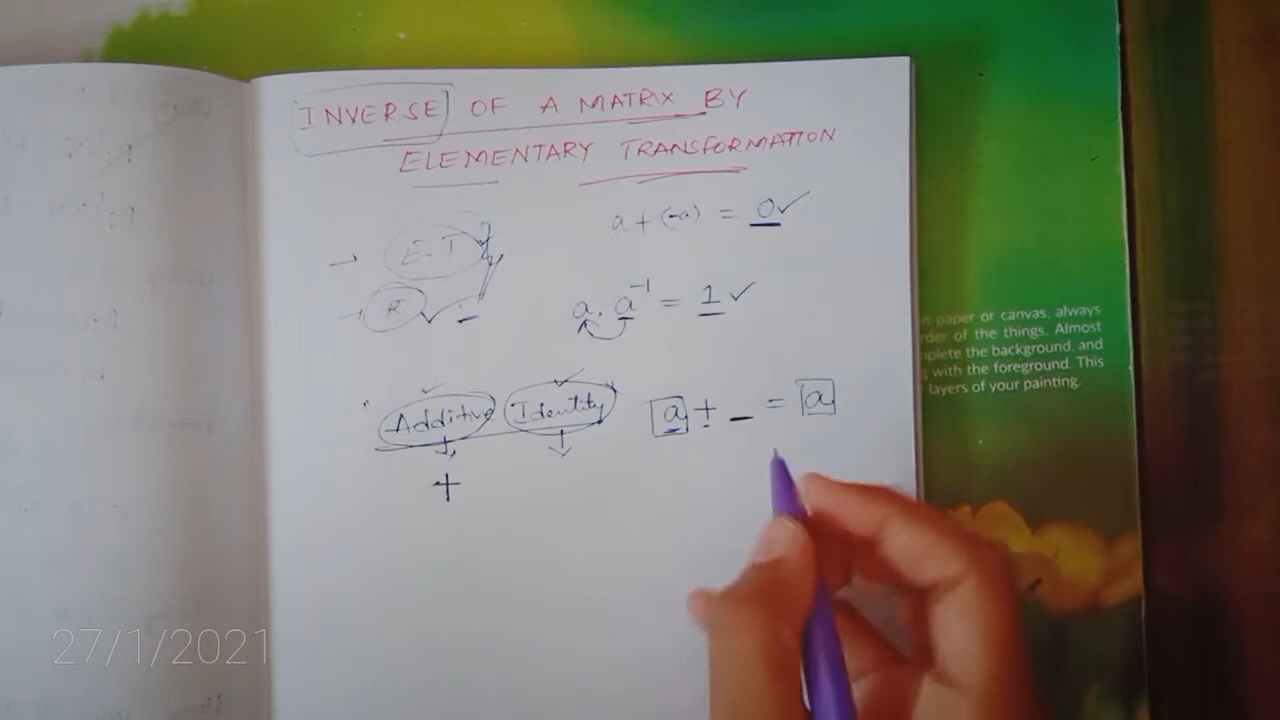 INVERSE OF A MATRIX BY
ELEMENTARY TRANSFORMATION
a + (-a) = 0 ✓
→ E.T
→ R ✓
a . a⁻¹ = 1 ✓
Additive Identity
a + _ = a
+
paper or canvas, always
rder of the things. Almost
plete the background, and
with the foreground. This
layers of your painting.
27/1/2021